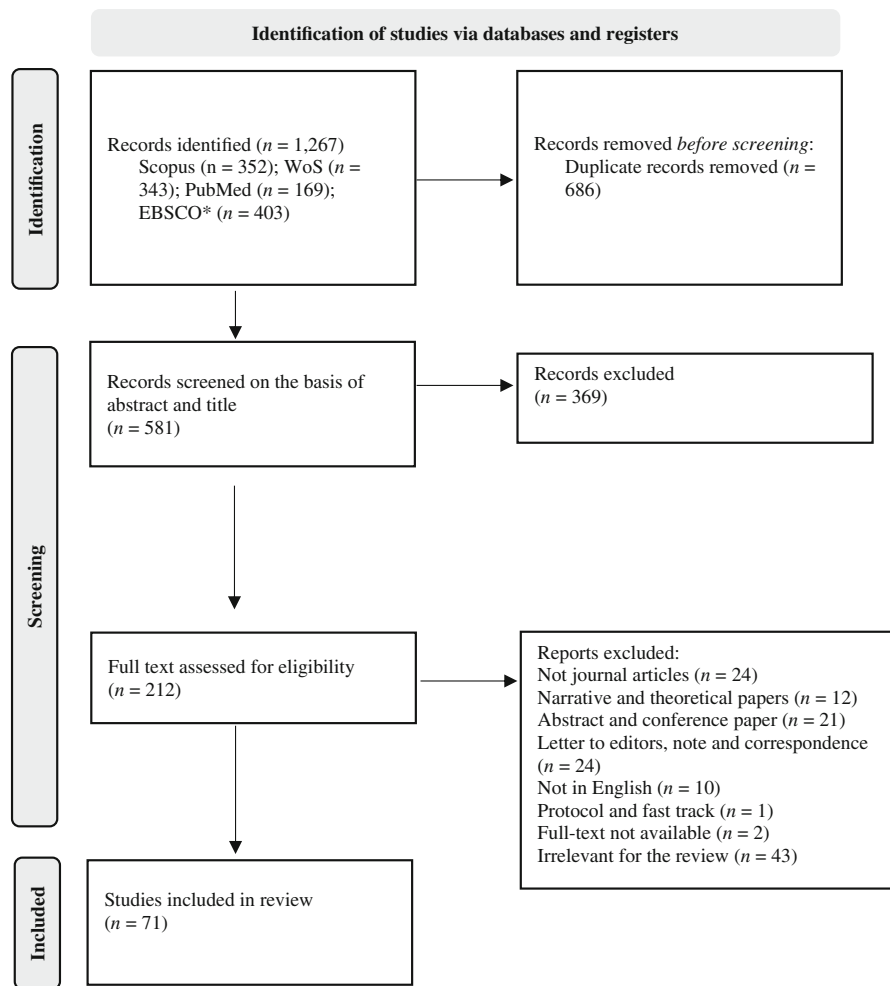 Identification of studies via databases and registers
Identification
Records identified (n = 1,267)
Scopus (n = 352); WoS (n =
343); PubMed (n = 169);
EBSCO* (n = 403)
Records removed before screening:
Duplicate records removed (n =
686)
Screening
Records screened on the basis of
abstract and title
(n = 581)
Records excluded
(n = 369)
Full text assessed for eligibility
(n = 212)
Reports excluded:
Not journal articles (n = 24)
Narrative and theoretical papers (n = 12)
Abstract and conference paper (n = 21)
Letter to editors, note and correspondence
(n = 24)
Not in English (n = 10)
Protocol and fast track (n = 1)
Full-text not available (n = 2)
Irrelevant for the review (n = 43)
Included
Studies included in review
(n = 71)